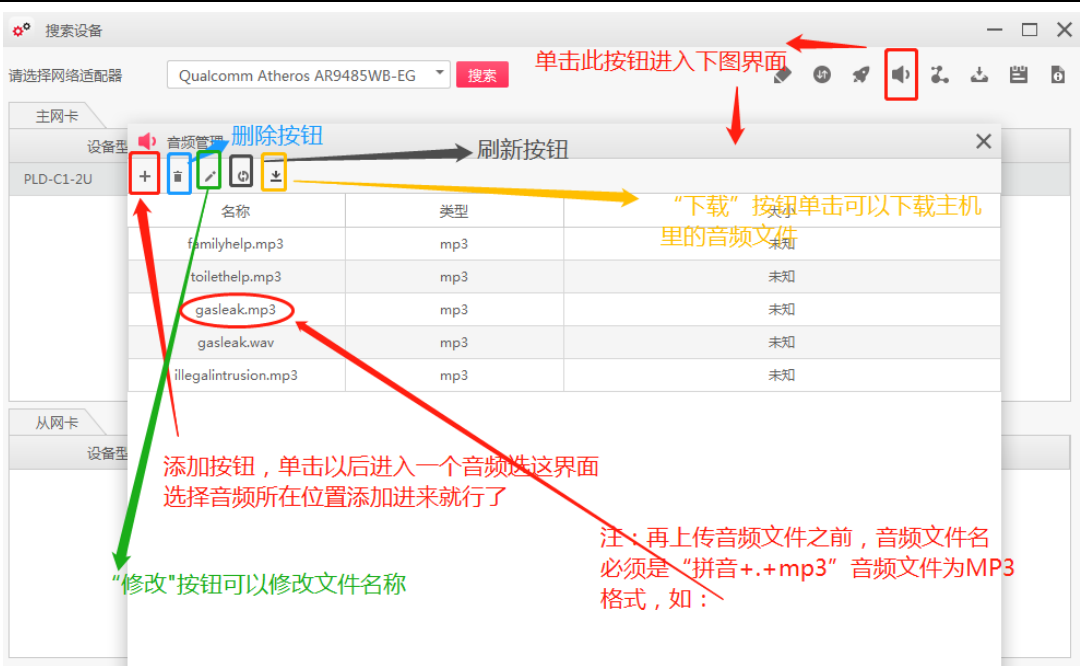 搜索设备
单击此按钮进入下图界面
请选择网络适配器
Qualcomm Atheros AR9485WB-EG
搜索
主网卡
设备型
音频管理
删除按钮
刷新按钮
PLD-C1-2U
名称
类型
大小
“下载”按钮单击可以下载主机
里的音频文件
familyhelp.mp3
mp3
未知
toilethelp.mp3
mp3
未知
gasleak.mp3
mp3
未知
gasleak.wav
mp3
未知
illegalintrusion.mp3
mp3
未知
从网卡
设备型
添加按钮，单击以后进入一个音频选这界面
选择音频所在位置添加进来就行了
注：再上传音频文件之前，音频文件名
必须是“拼音+.+mp3”音频文件为MP3
格式，如：
“修改"按钮可以修改文件名称